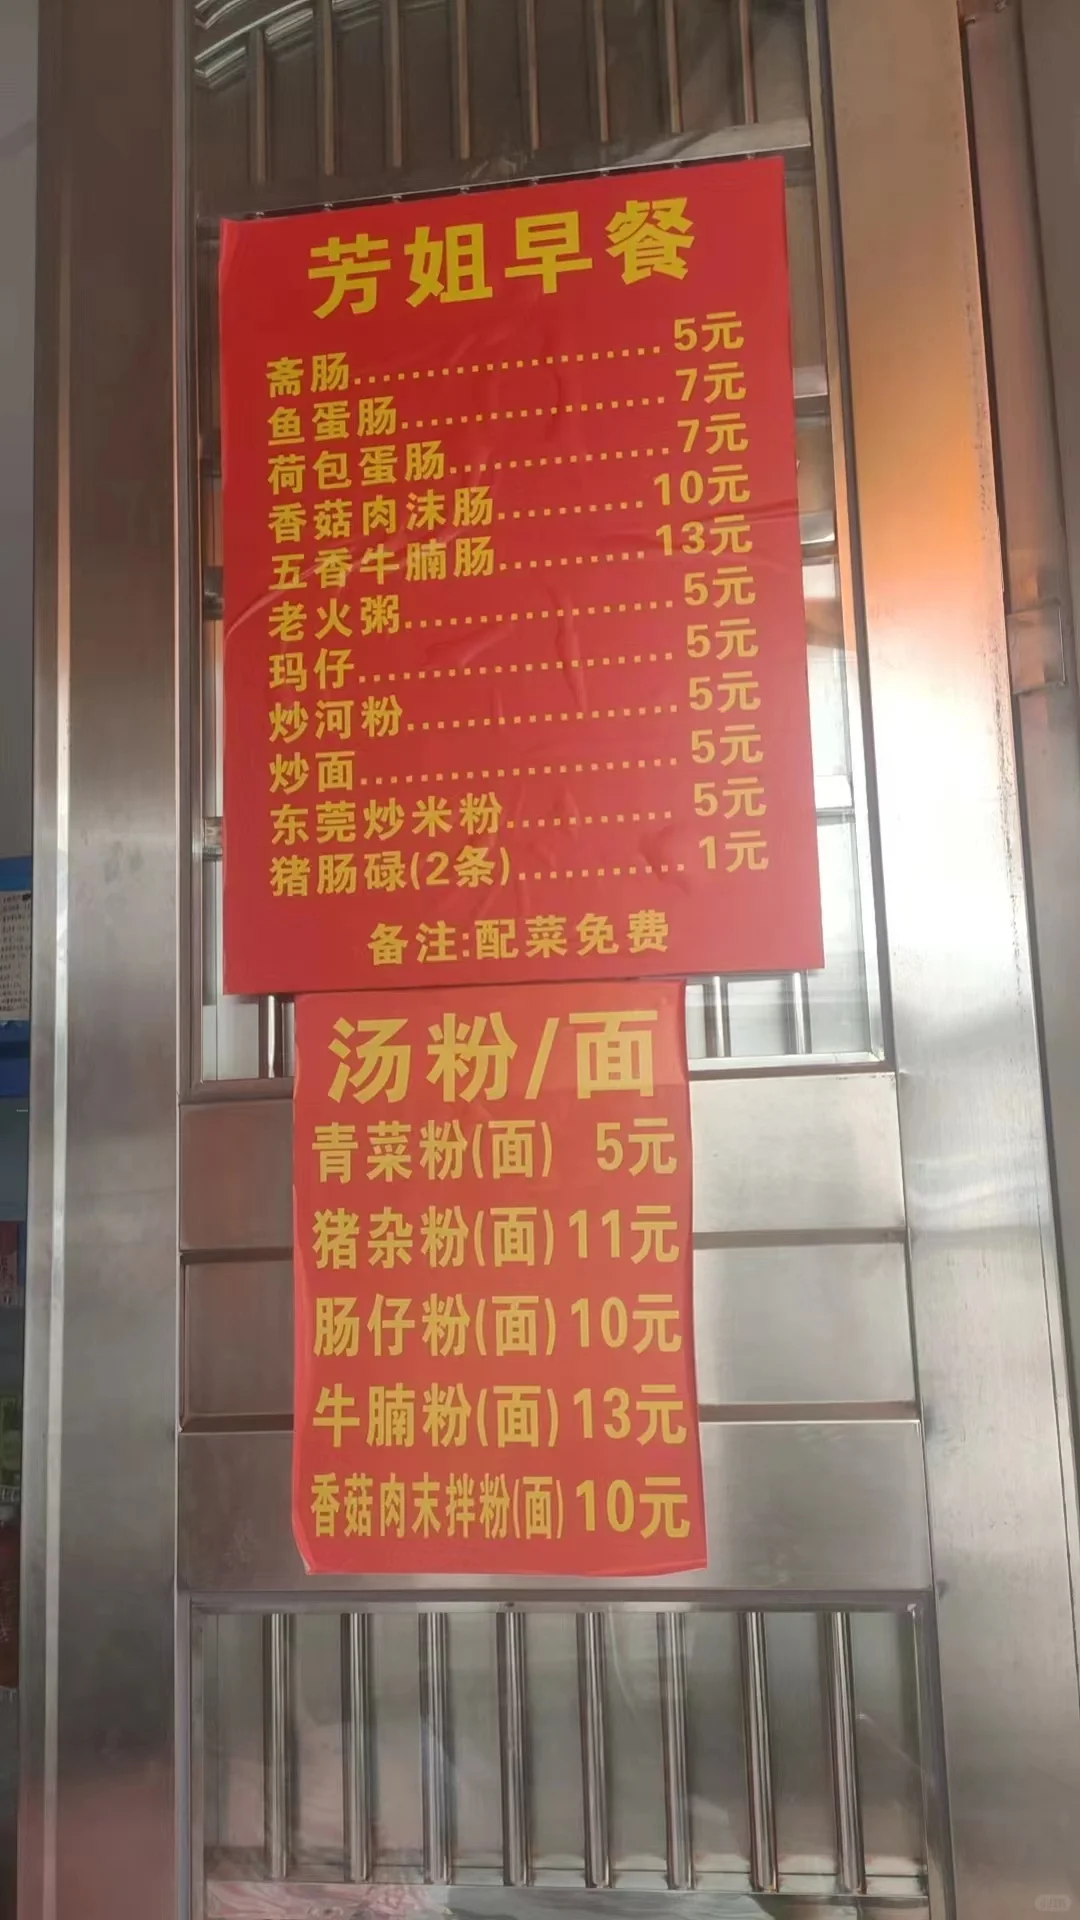 芳姐早餐
斋肠......................5元
鱼蛋肠...................7元
荷包蛋肠................7元
香菇肉沫肠...........10元
五香牛腩肠...........13元
老火粥....................5元
玛仔.......................5元
炒河粉....................5元
炒面.......................5元
东莞炒米粉............5元
猪肠碌(2条)............1元
备注:配菜免费
汤粉/面
青菜粉(面) 5元
猪杂粉(面)11元
肠仔粉(面)10元
牛腩粉(面)13元
香菇肉末拌粉(面)10元